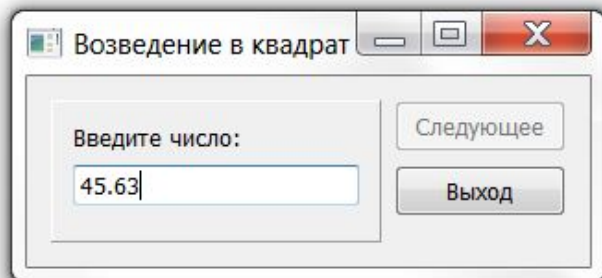 Возведение в квадрат
Введите число:
45.63
Следующее
Выход